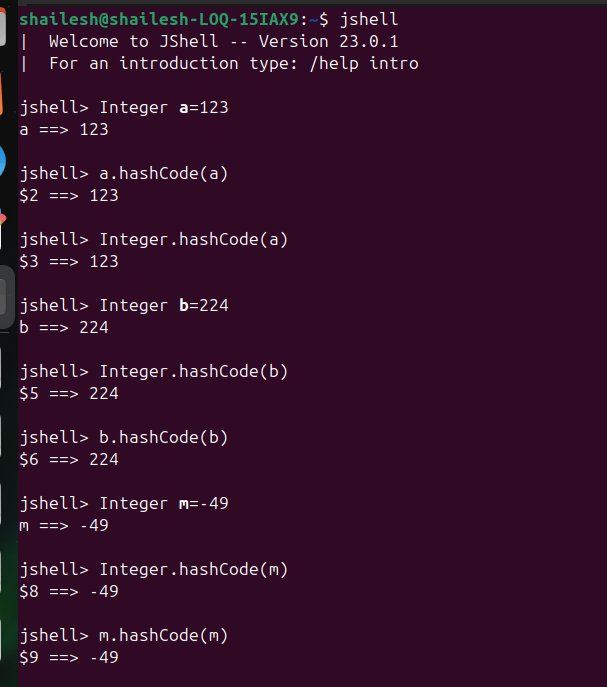 shailesh@shailesh-LOQ-15IAX9:~$ jshell
|  Welcome to JShell -- Version 23.0.1
|  For an introduction type: /help intro
jshell> Integer a=123
a ==> 123
jshell> a.hashCode(a)
$2 ==> 123
jshell> Integer.hashCode(a)
$3 ==> 123
jshell> Integer b=224
b ==> 224
jshell> Integer.hashCode(b)
$5 ==> 224
jshell> b.hashCode(b)
$6 ==> 224
jshell> Integer m=-49
m ==> -49
jshell> Integer.hashCode(m)
$8 ==> -49
jshell> m.hashCode(m)
$9 ==> -49